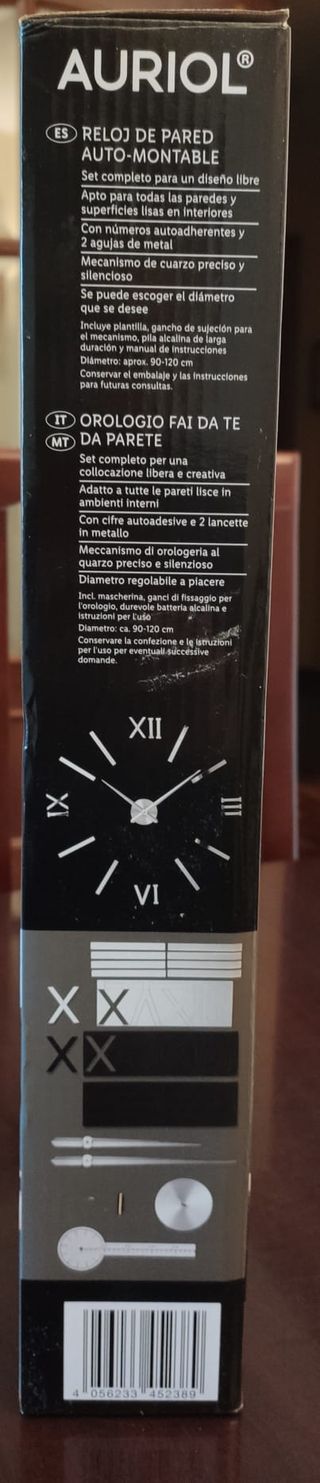 AURIOL®
ES RELOJ DE PARED
AUTO-MONTABLE
Set completo para un diseño libre
Apto para todas las paredes y
superficies lisas en interiores
Con números autoadherentes y
2 agujas de metal
Mecanismo de cuarzo preciso y
silencioso
Se puede escoger el diámetro
que se desee
Incluye plantilla, gancho de sujeción para
el mecanismo, pila alcalina de larga
duración y manual de instrucciones
Diámetro: aprox. 90-120 cm
Conservar el embalaje y las instrucciones
para futuras consultas.
IT OROLOGIO FAI DA TE
MT DA PARETE
Set completo per una
collocazione libera e creativa
Adatto a tutte le pareti lisce in
ambienti interni
Con cifre autoadesive e 2 lancette
in metallo
Meccanismo di orologeria al
quarzo preciso e silenzioso
Diametro regolabile a piacere
Incl. mascherina, ganci di fissaggio per
l'orologio, durevole batteria alcalina e
istruzioni per l'uso
Diametro: ca. 90-120 cm
Conservare la confezione e le istruzioni
per l'uso per eventuali successive
domande.
XII
IX III
VI
X X
X X
4 056233 452389